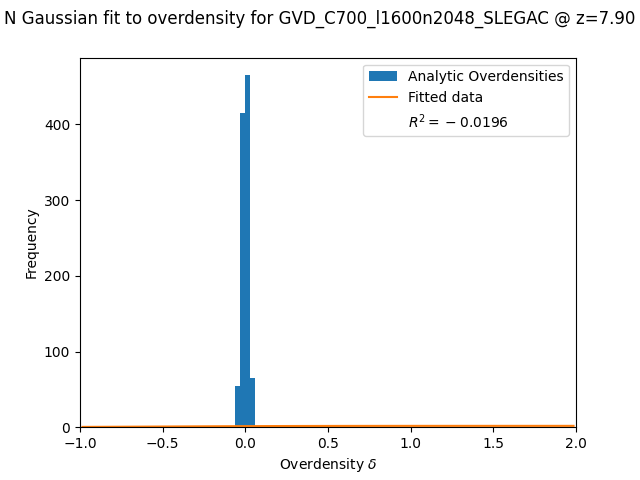 N Gaussian fit to overdensity for GVD_C700_l1600n2048_SLEGAC @ z=7.90
Analytic Overdensities
Fitted data
R² = −0.0196
Frequency
400
300
200
100
0
−1.0 −0.5 0.0 0.5 1.0 1.5 2.0
Overdensity δ